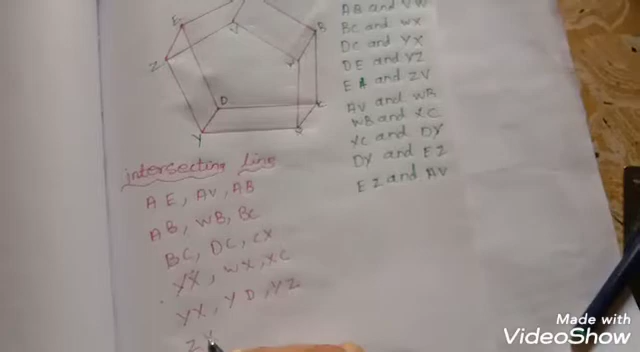 E
Z
D
Y
B
C
AB and VW
BC and WX
DC and YX
DE and YZ
EA and ZV
AV and WB
WB and XC
XC and DY
DY and EZ
EZ and AV
intersecting Line
AE, AV, AB
AB, WB, BC
BC, DC, CX
YX, WX, XC
YX, YD, YZ
Z
Made with
VideoShow